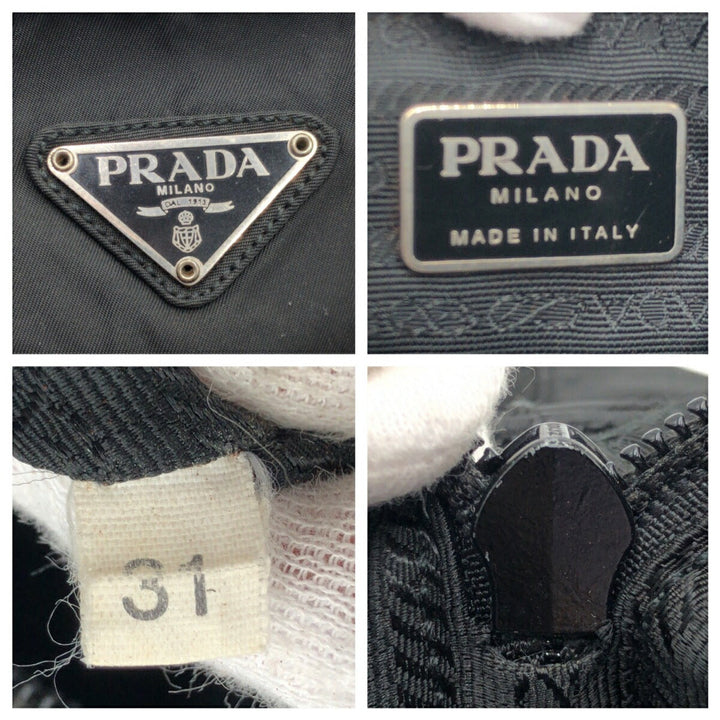 PRADA
MILANO
DAL 1913
PRADA
MILANO
MADE IN ITALY
31